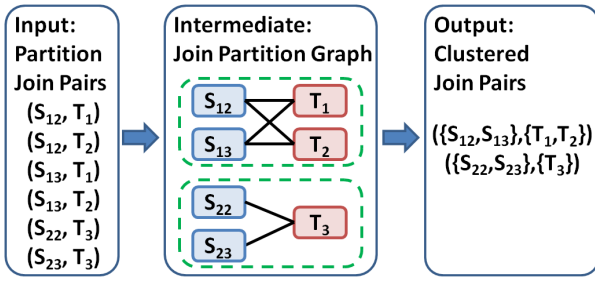 Input:
Partition
Join Pairs
(S12, T1)
(S12, T2)
(S13, T1)
(S13, T2)
(S22, T3)
(S23, T3)
Intermediate:
Join Partition Graph
S12
T1
S13
T2
S22
T3
S23
Output:
Clustered
Join Pairs
({S12,S13},{T1,T2})
({S22,S23},{T3})